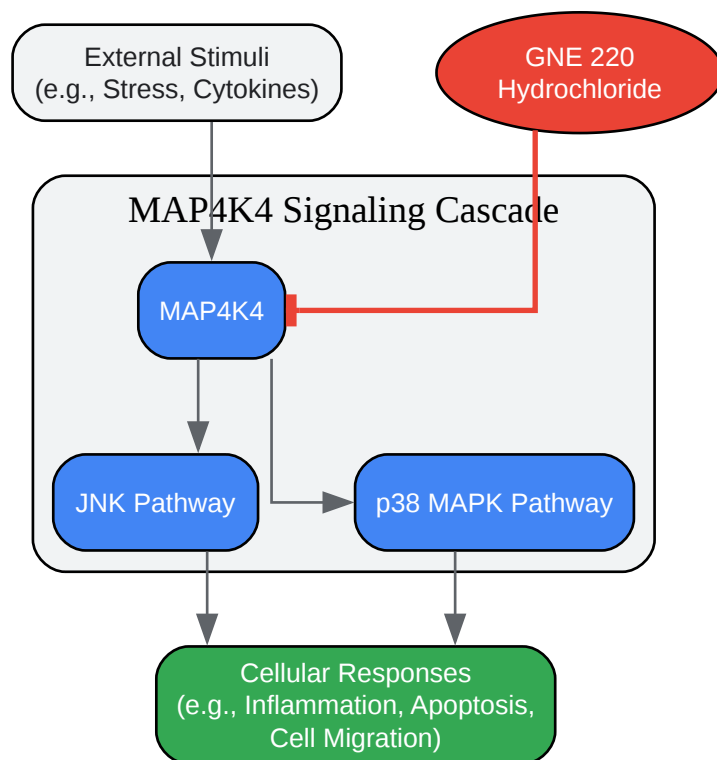 External Stimuli
(e.g., Stress, Cytokines)
GNE 220
Hydrochloride
MAP4K4 Signaling Cascade
MAP4K4
JNK Pathway
p38 MAPK Pathway
Cellular Responses
(e.g., Inflammation, Apoptosis,
Cell Migration)